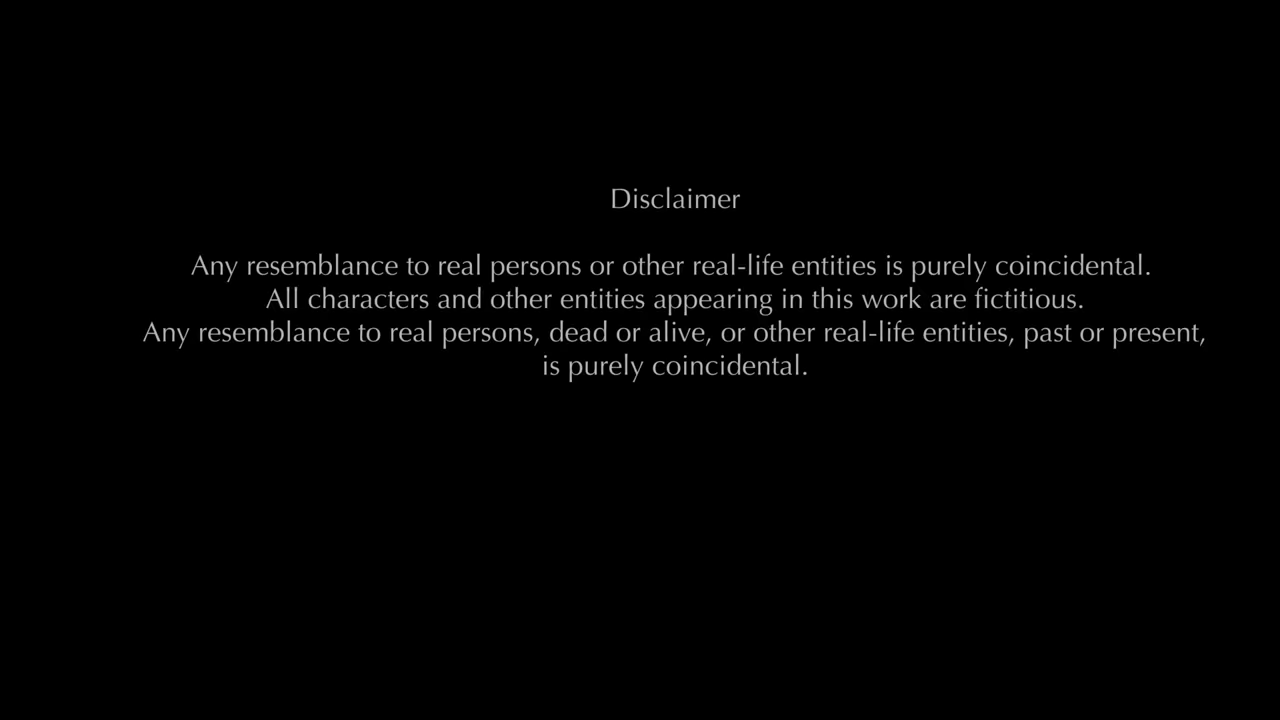 Disclaimer
Any resemblance to real persons or other real-life entities is purely coincidental.
All characters and other entities appearing in this work are fictitious.
Any resemblance to real persons, dead or alive, or other real-life entities, past or present,
is purely coincidental.